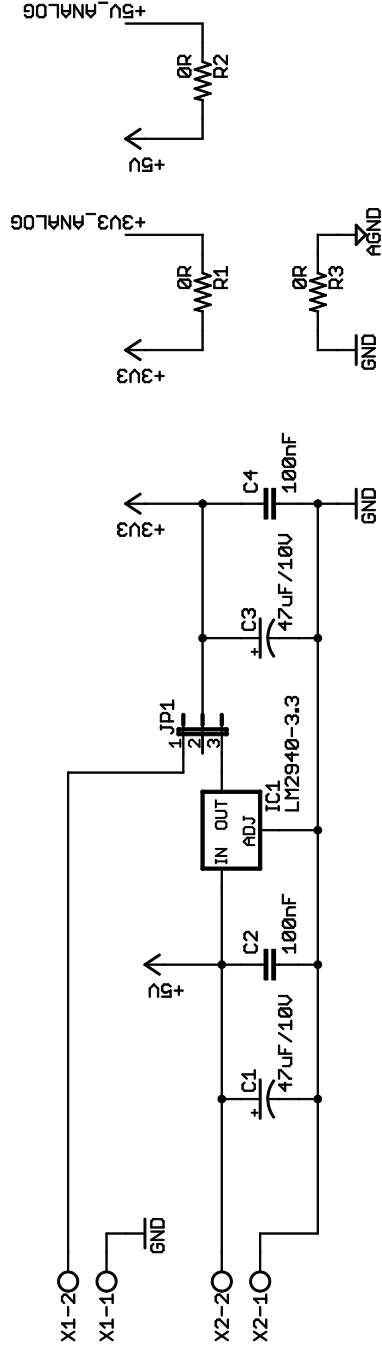 +5V_ANALOG
+5V
0R
R2
+3V3_ANALOG
+3V3
0R
R1
0R
R3
GND
AGND
+3V3
JP1
1
2
3
C3
47uF/10V
C4
100nF
GND
IN
OUT
ADJ
IC1
LM2940-3.3
+5V
C2
100nF
+
C1
47uF/10V
+
GND
X1-2
X1-1
X2-2
X2-1